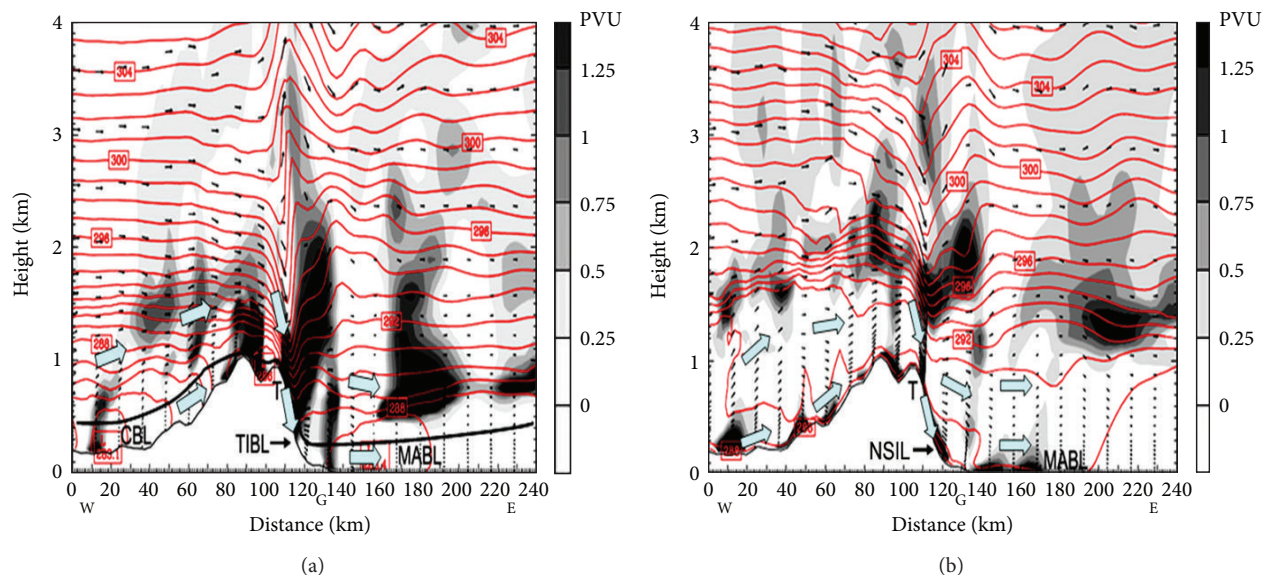 PVU
4
3
2
1
0
Height (km)
304
300
296
292
288
288
CBL
T
TIBL
MABL
0 20 40 60 80 100 120 140 160 180 200 220 240
W G E
Distance (km)
1.25
1
0.75
0.5
0.25
0
(a)
PVU
4
3
2
1
0
Height (km)
304
304
300
300
296
296
292
T
NSIL
MABL
0 20 40 60 80 100 120 140 160 180 200 220 240
W G E
Distance (km)
1.25
1
0.75
0.5
0.25
0
(b)